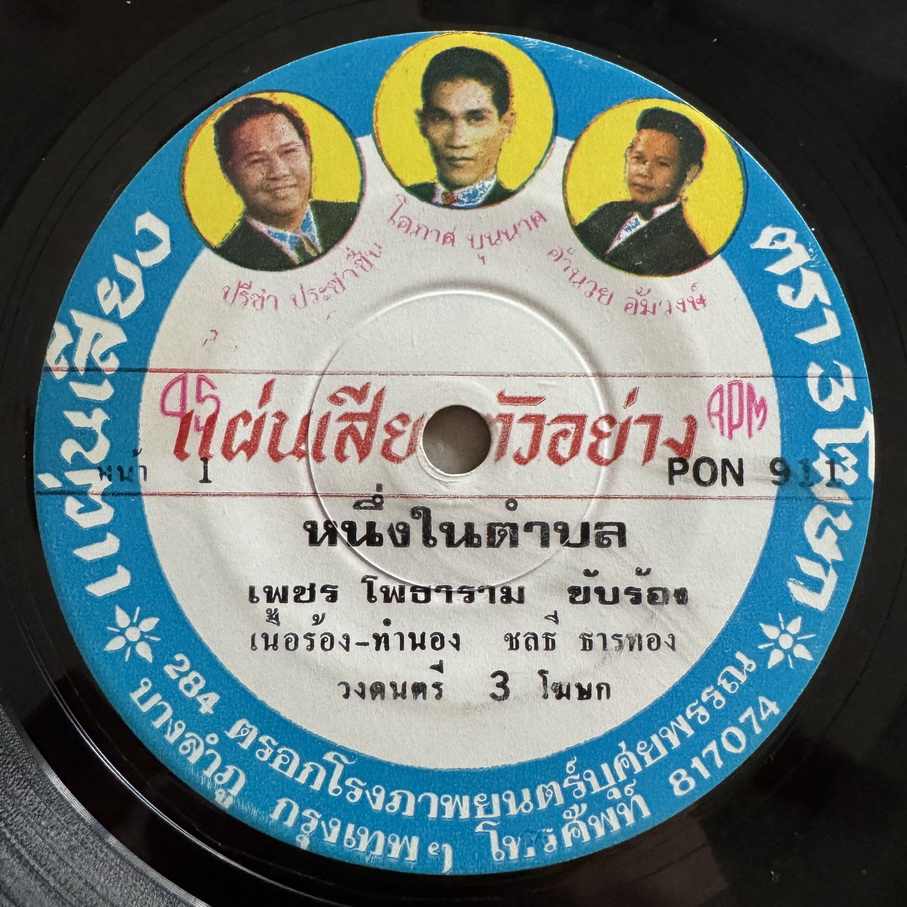 แผ่นเสียง
ตรา 3 โฆษก
ปรีชา ประชาชื่น
โอภาศ บุนนาค
อำนวย อัมวงษ์
45 RPM
แผ่นเสียงตัวอย่าง
หน้า 1
PON 911
หนึ่งในตำบล
เพชร โพธาราม ขับร้อง
เนื้อร้อง-ทำนอง ชลธี ธารทอง
วงดนตรี 3 โฆษก
284 ตรอกโรงภาพยนตร์บุศยพรรณ
บางลำภู กรุงเทพฯ โทรศัพท์ 817074